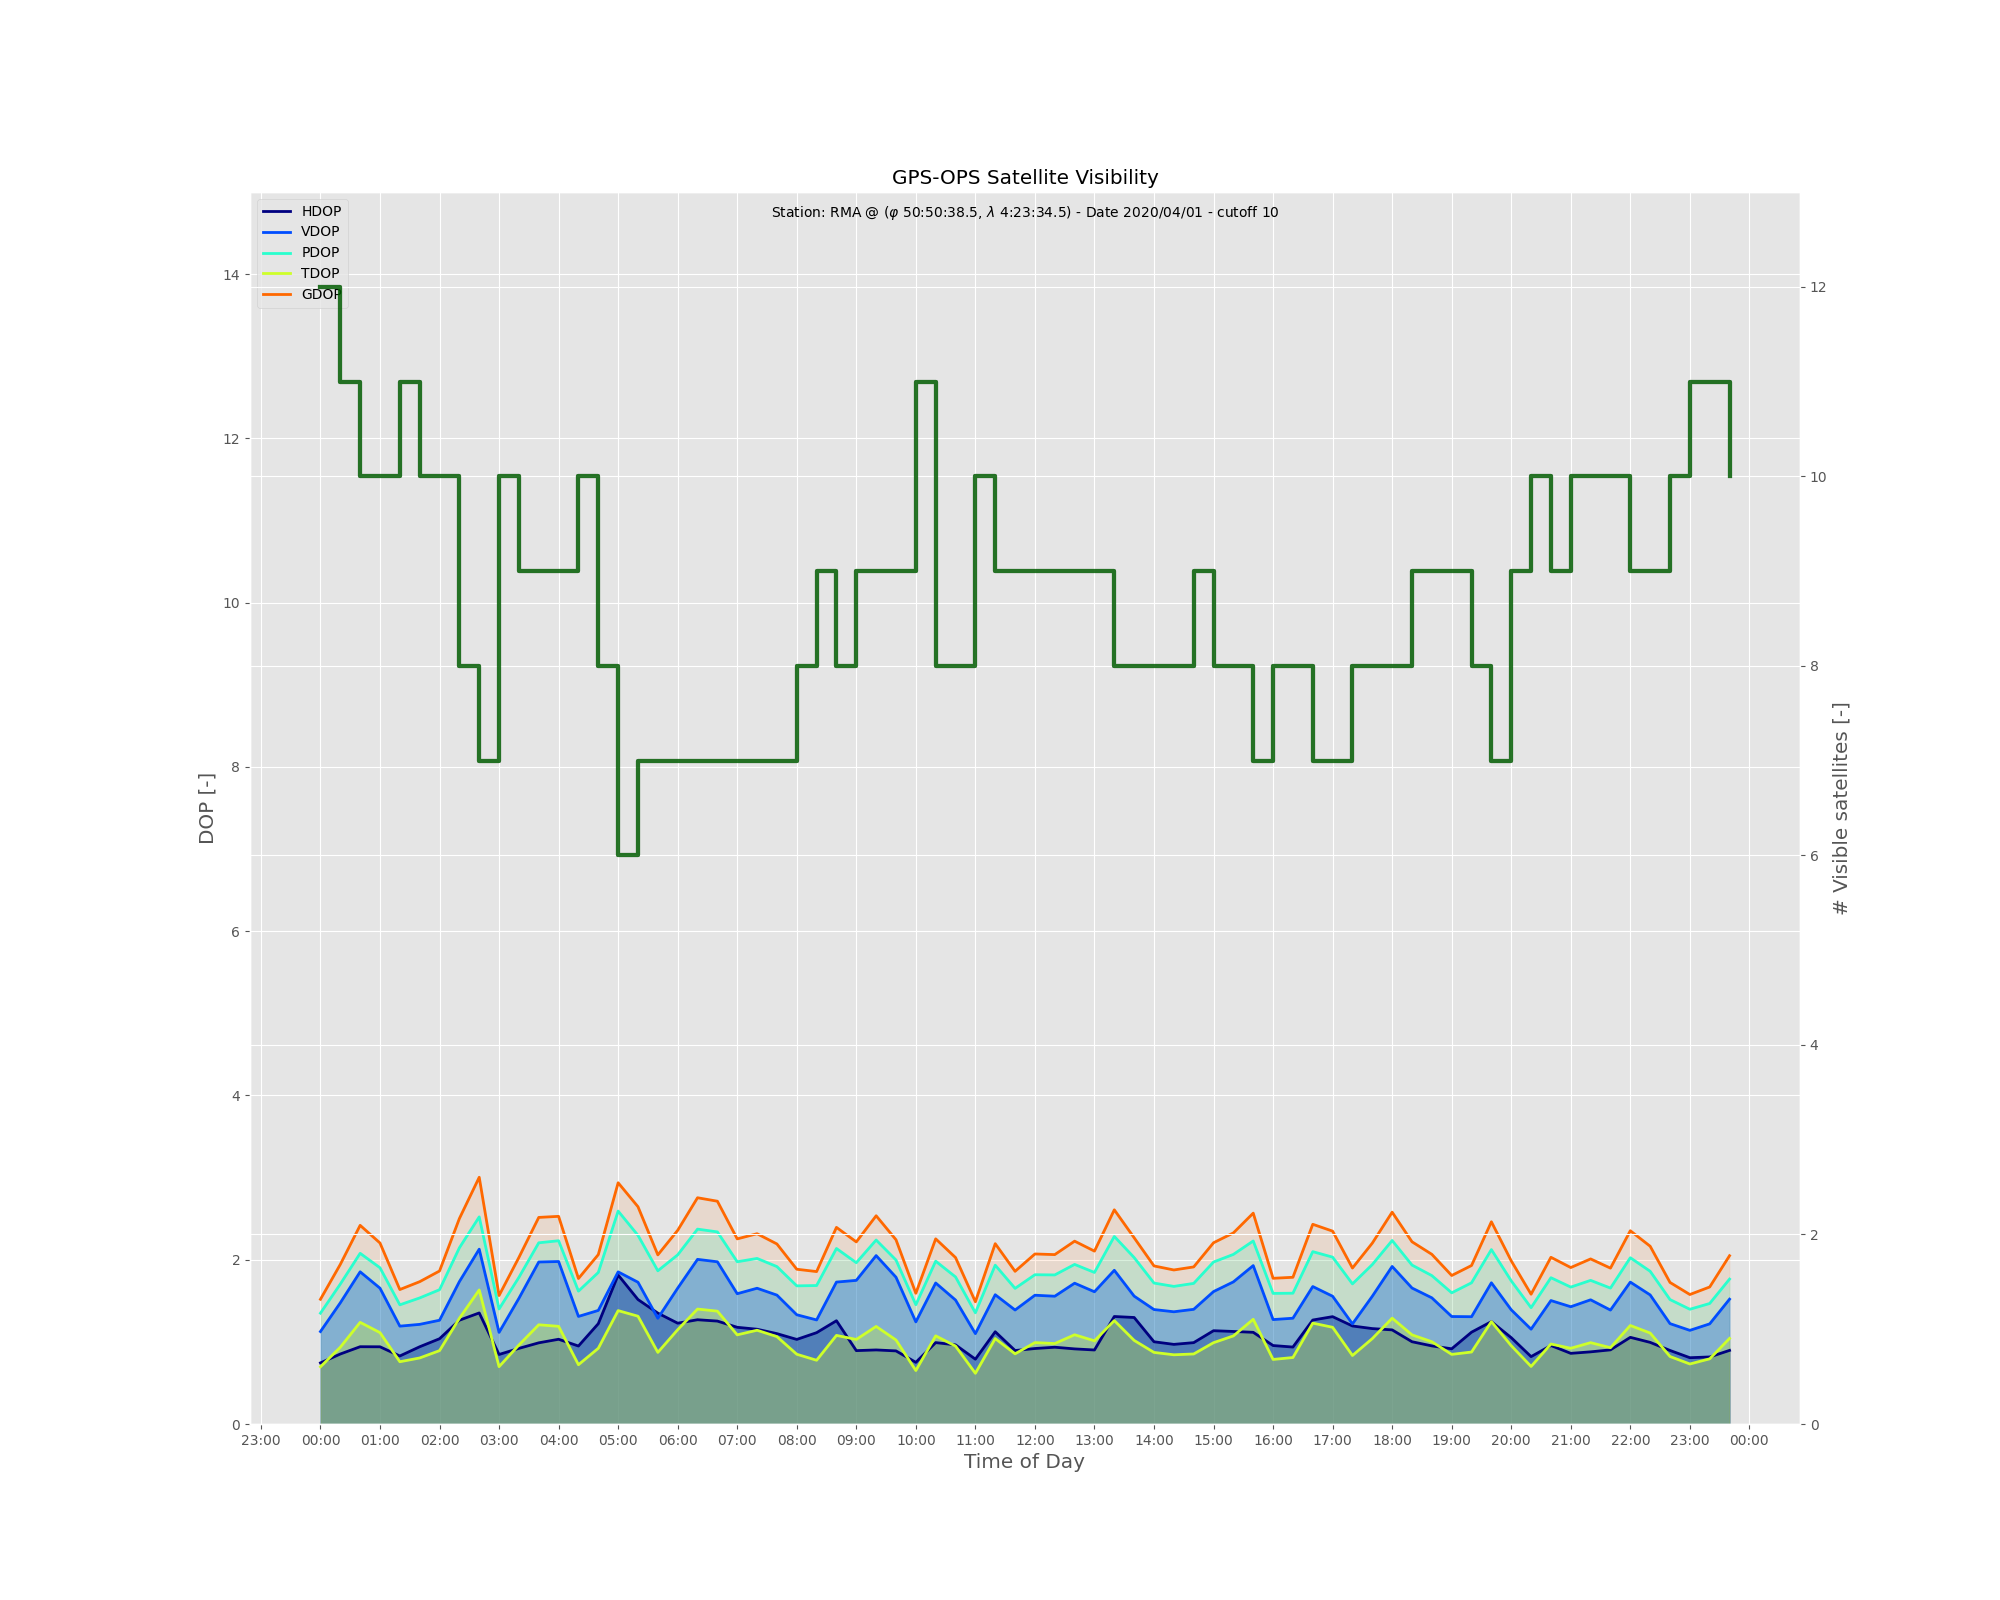 GPS-OPS Satellite Visibility
Station: RMA @ (φ 50:50:38.5, λ 4:23:34.5) - Date 2020/04/01 - cutoff 10
HDOP
VDOP
PDOP
TDOP
GDOP
14
12
10
8
6
4
2
0
DOP [-]
12
10
8
6
4
2
0
# Visible satellites [-]
23:00 00:00 01:00 02:00 03:00 04:00 05:00 06:00 07:00 08:00 09:00 10:00 11:00 12:00 13:00 14:00 15:00 16:00 17:00 18:00 19:00 20:00 21:00 22:00 23:00 00:00
Time of Day